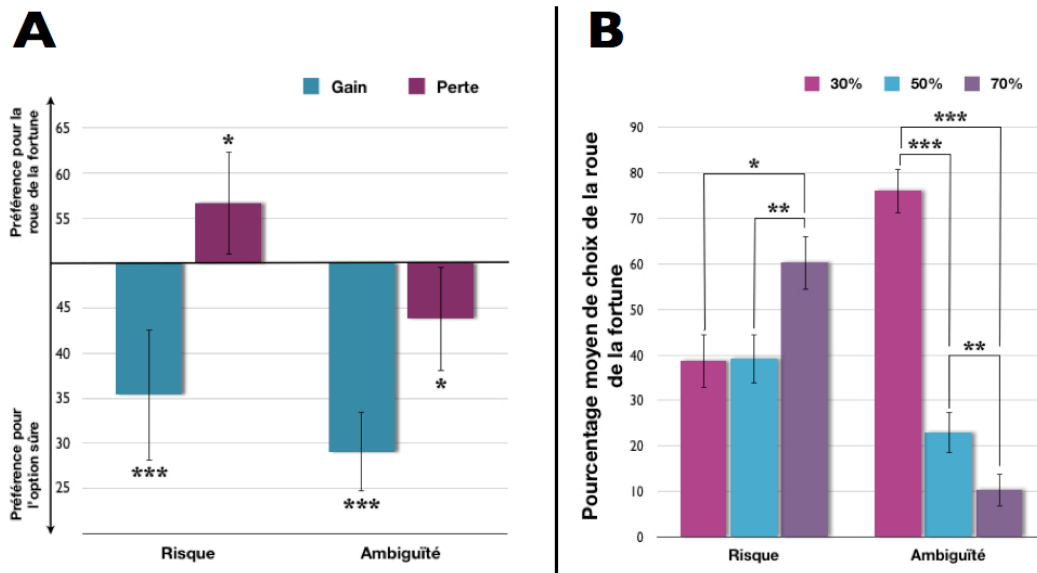 A
Gain
Perte
Préférence pour la
roue de la fortune
Préférence pour
l'option sûre
65
60
55
45
40
35
30
25
*
***
***
*
Risque
Ambiguïté
B
30%
50%
70%
Pourcentage moyen de choix de la roue
de la fortune
90
80
70
60
50
40
30
20
10
0
*
**
***
***
**
Risque
Ambiguïté